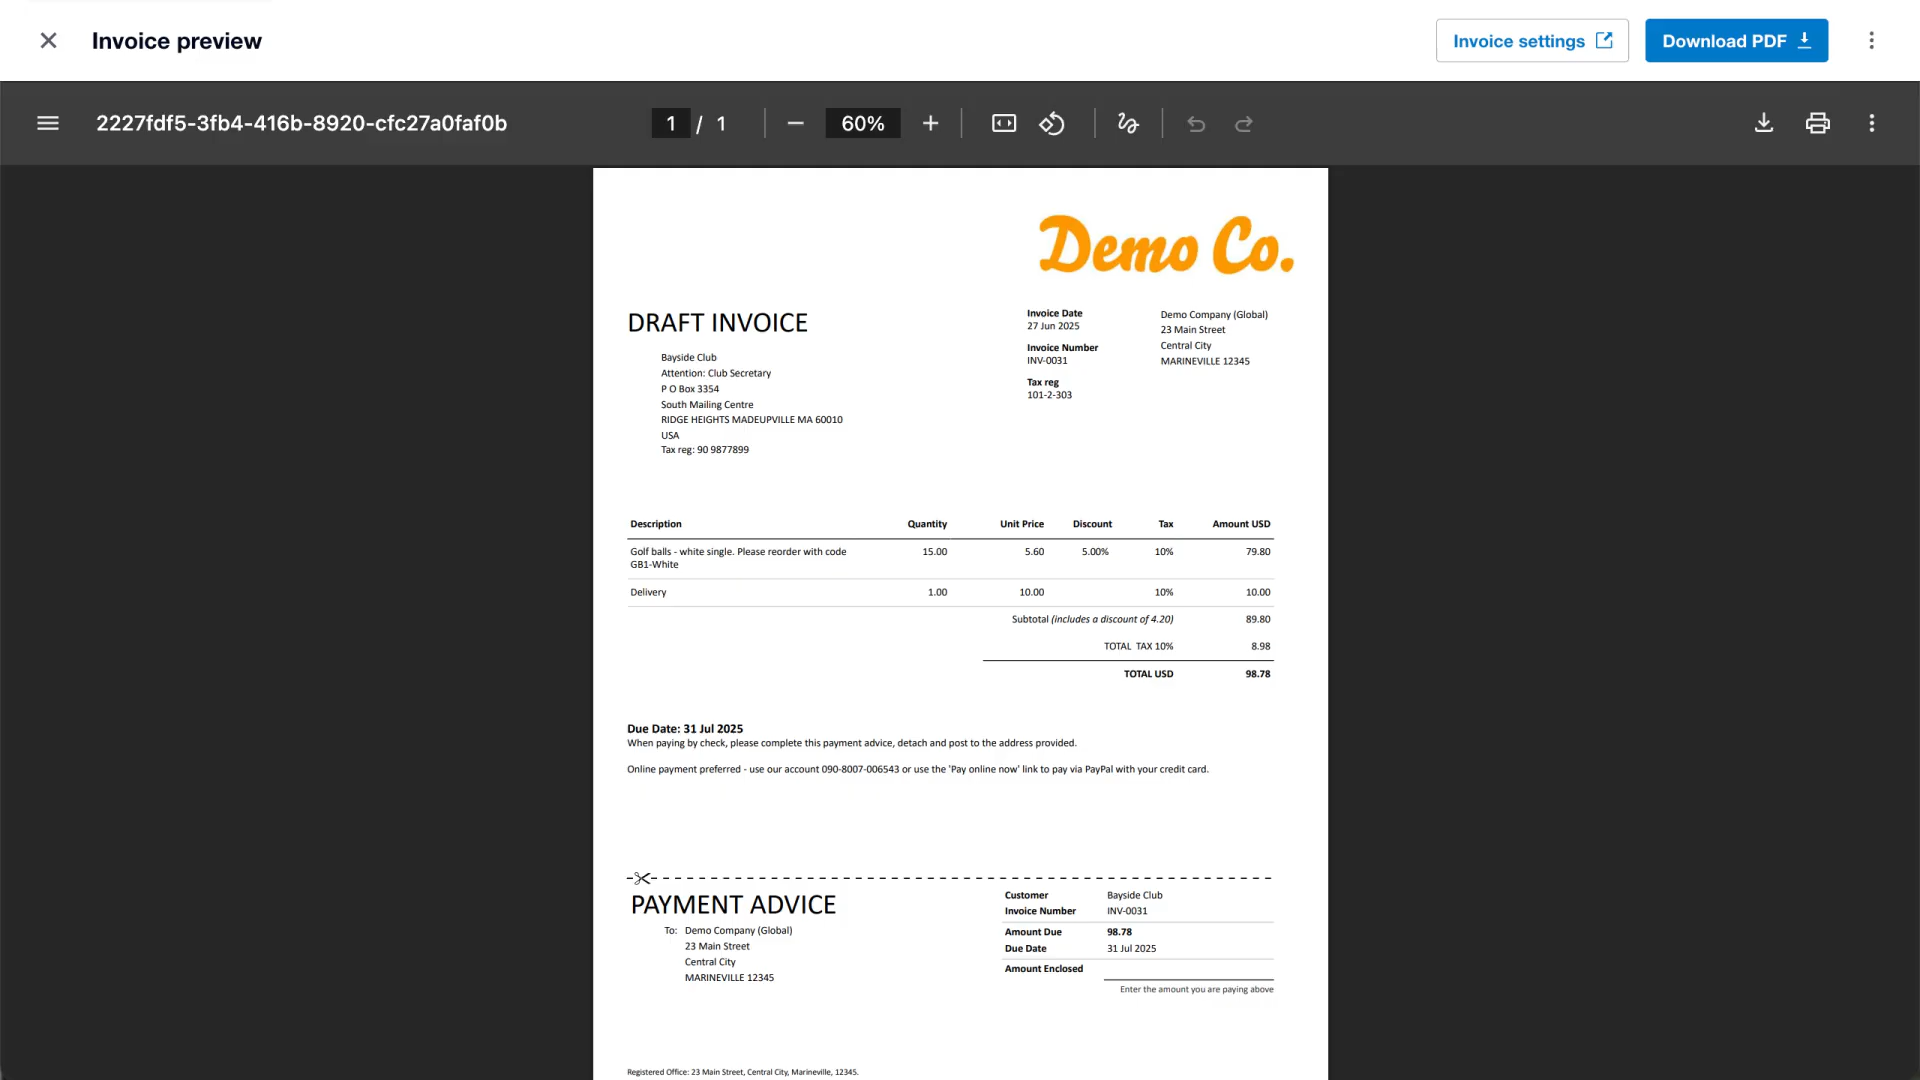 Invoice preview
Invoice settings
Download PDF
2227fdf5-3fb4-416b-8920-cfc27a0faf0b
1 / 1
60%
Demo Co.
DRAFT INVOICE
Bayside Club
Attention: Club Secretary
P O Box 3354
South Mailing Centre
RIDGE HEIGHTS MADEUPVILLE MA 60010
USA
Tax reg: 90 9877899
Invoice Date
27 Jun 2025
Invoice Number
INV-0031
Tax reg
101-2-303
Demo Company (Global)
23 Main Street
Central City
MARINEVILLE 12345
Description Quantity Unit Price Discount Tax Amount USD
Golf balls - white single. Please reorder with code 15.00 5.60 5.00% 10% 79.80
GB1-White
Delivery 1.00 10.00 10% 10.00
Subtotal (includes a discount of 4.20) 89.80
TOTAL TAX 10% 8.98
TOTAL USD 98.78
Due Date: 31 Jul 2025
When paying by check, please complete this payment advice, detach and post to the address provided.
Online payment preferred - use our account 090-8007-006543 or use the 'Pay online now' link to pay via PayPal with your credit card.
PAYMENT ADVICE
To: Demo Company (Global)
23 Main Street
Central City
MARINEVILLE 12345
Customer Bayside Club
Invoice Number INV-0031
Amount Due 98.78
Due Date 31 Jul 2025
Amount Enclosed
Enter the amount you are paying above
Registered Office: 23 Main Street, Central City, Marineville, 12345.